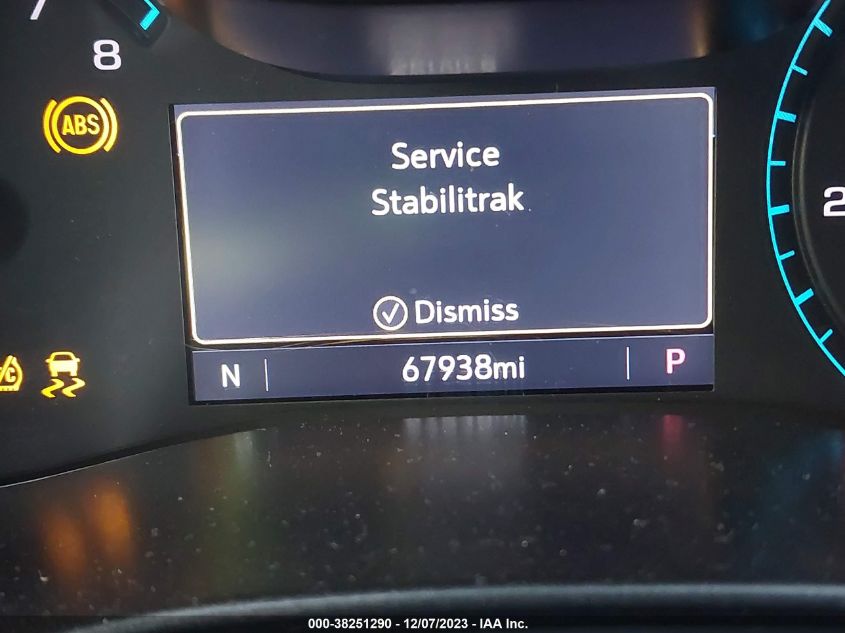 7
8
ABS
Service
Stabilitrak
Dismiss
N 67938mi P
2
000-38251290 - 12/07/2023 - IAA Inc.